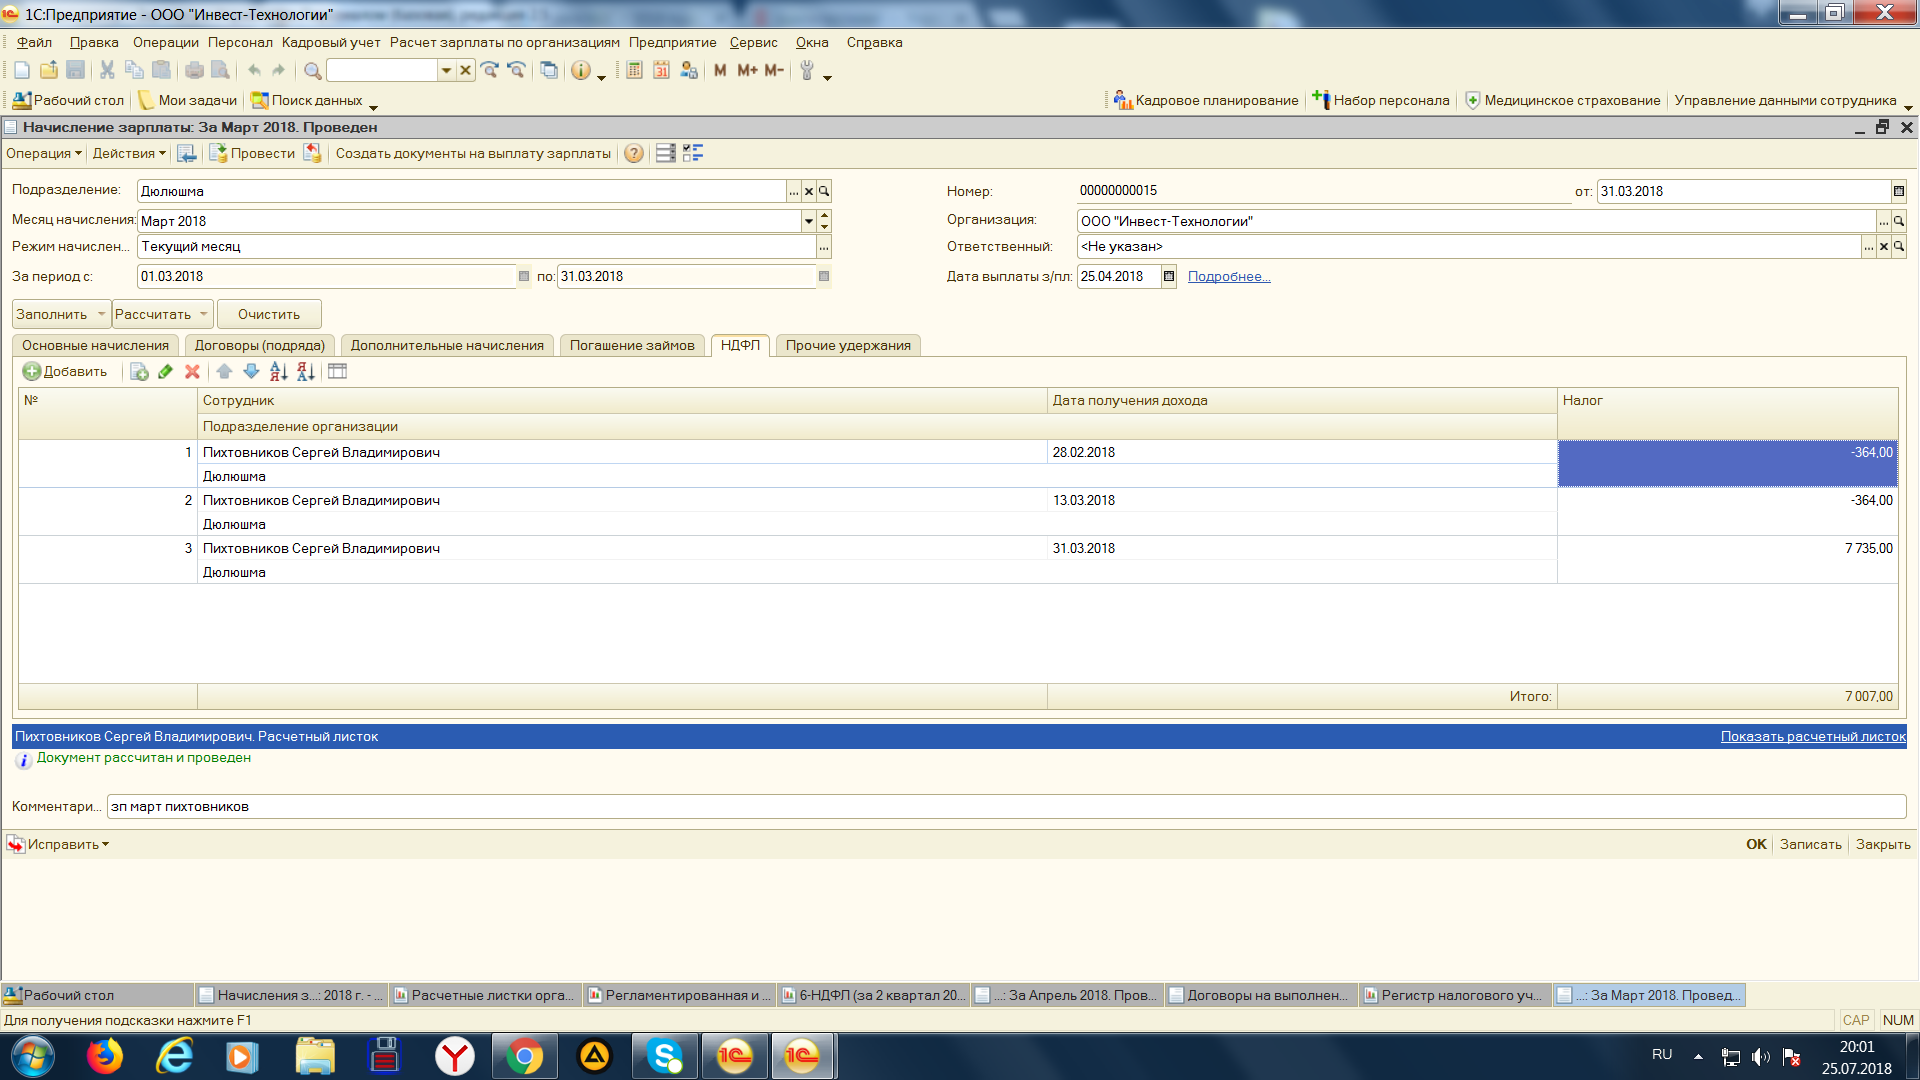 1С:Предприятие - ООО "Инвест-Технологии"
Файл Правка Операции Персонал Кадровый учет Расчет зарплаты по организациям Предприятие Сервис Окна Справка
31 M M+ M-
Рабочий стол Мои задачи Поиск данных Кадровое планирование Набор персонала Медицинское страхование Управление данными сотрудника
Начисление зарплаты: За Март 2018. Проведен
Операция Действия Провести Создать документы на выплату зарплаты ?
Подразделение: Дюлюшма Номер: 00000000015 от: 31.03.2018
Месяц начисления: Март 2018 Организация: ООО "Инвест-Технологии"
Режим начислен... Текущий месяц ... Ответственный: <Не указан>
За период с: 01.03.2018 по: 31.03.2018 Дата выплаты з/пл: 25.04.2018 Подробнее...
Заполнить Рассчитать Очистить
Основные начисления Договоры (подряда) Дополнительные начисления Погашение займов НДФЛ Прочие удержания
Добавить
№ Сотрудник Дата получения дохода Налог
Подразделение организации
1 Пихтовников Сергей Владимирович 28.02.2018 -364,00
Дюлюшма
2 Пихтовников Сергей Владимирович 13.03.2018 -364,00
Дюлюшма
3 Пихтовников Сергей Владимирович 31.03.2018 7 735,00
Дюлюшма
Итого: 7 007,00
Пихтовников Сергей Владимирович. Расчетный листок Показать расчетный листок
Документ рассчитан и проведен
Комментари... зп март пихтовников
Исправить OK Записать Закрыть
Рабочий стол Начисления з...: 2018 г. - ... Расчетные листки орга... Регламентированная и ... 6-НДФЛ (за 2 квартал 20... ...: За Апрель 2018. Пров... Договоры на выполнен... Регистр налогового уч... ...: За Март 2018. Провед...
Для получения подсказки нажмите F1 CAP NUM
RU 20:01
25.07.2018